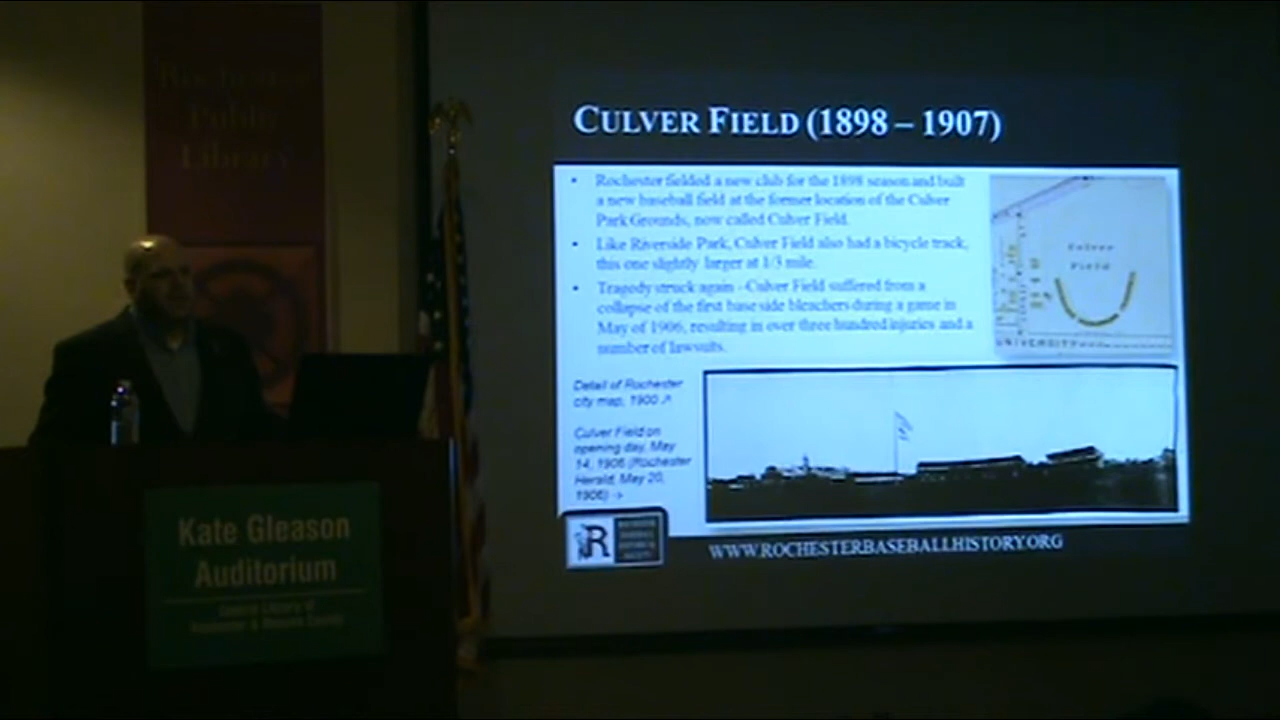 Rochester
Public
Library
CULVER FIELD (1898 – 1907)
• Rochester fielded a new club for the 1898 season and built
a new baseball field at the former location of the Culver
Park Grounds, now called Culver Field.
• Like Riverside Park, Culver Field also had a bicycle track,
this one slightly larger at 1/3 mile.
• Tragedy struck again - Culver Field suffered from a
collapse of the first base side bleachers during a game in
May of 1906, resulting in over three hundred injuries and a
number of lawsuits.
Culver
Field
UNIVERSITY
Detail of Rochester
city map, 1900 ↗
Culver Field on
opening day, May
14, 1906 (Rochester
Herald, May 20,
1906) ->
R
WWW.ROCHESTERBASEBALLHISTORY.ORG
Kate Gleason
Auditorium
Central Library of
Rochester & Monroe County